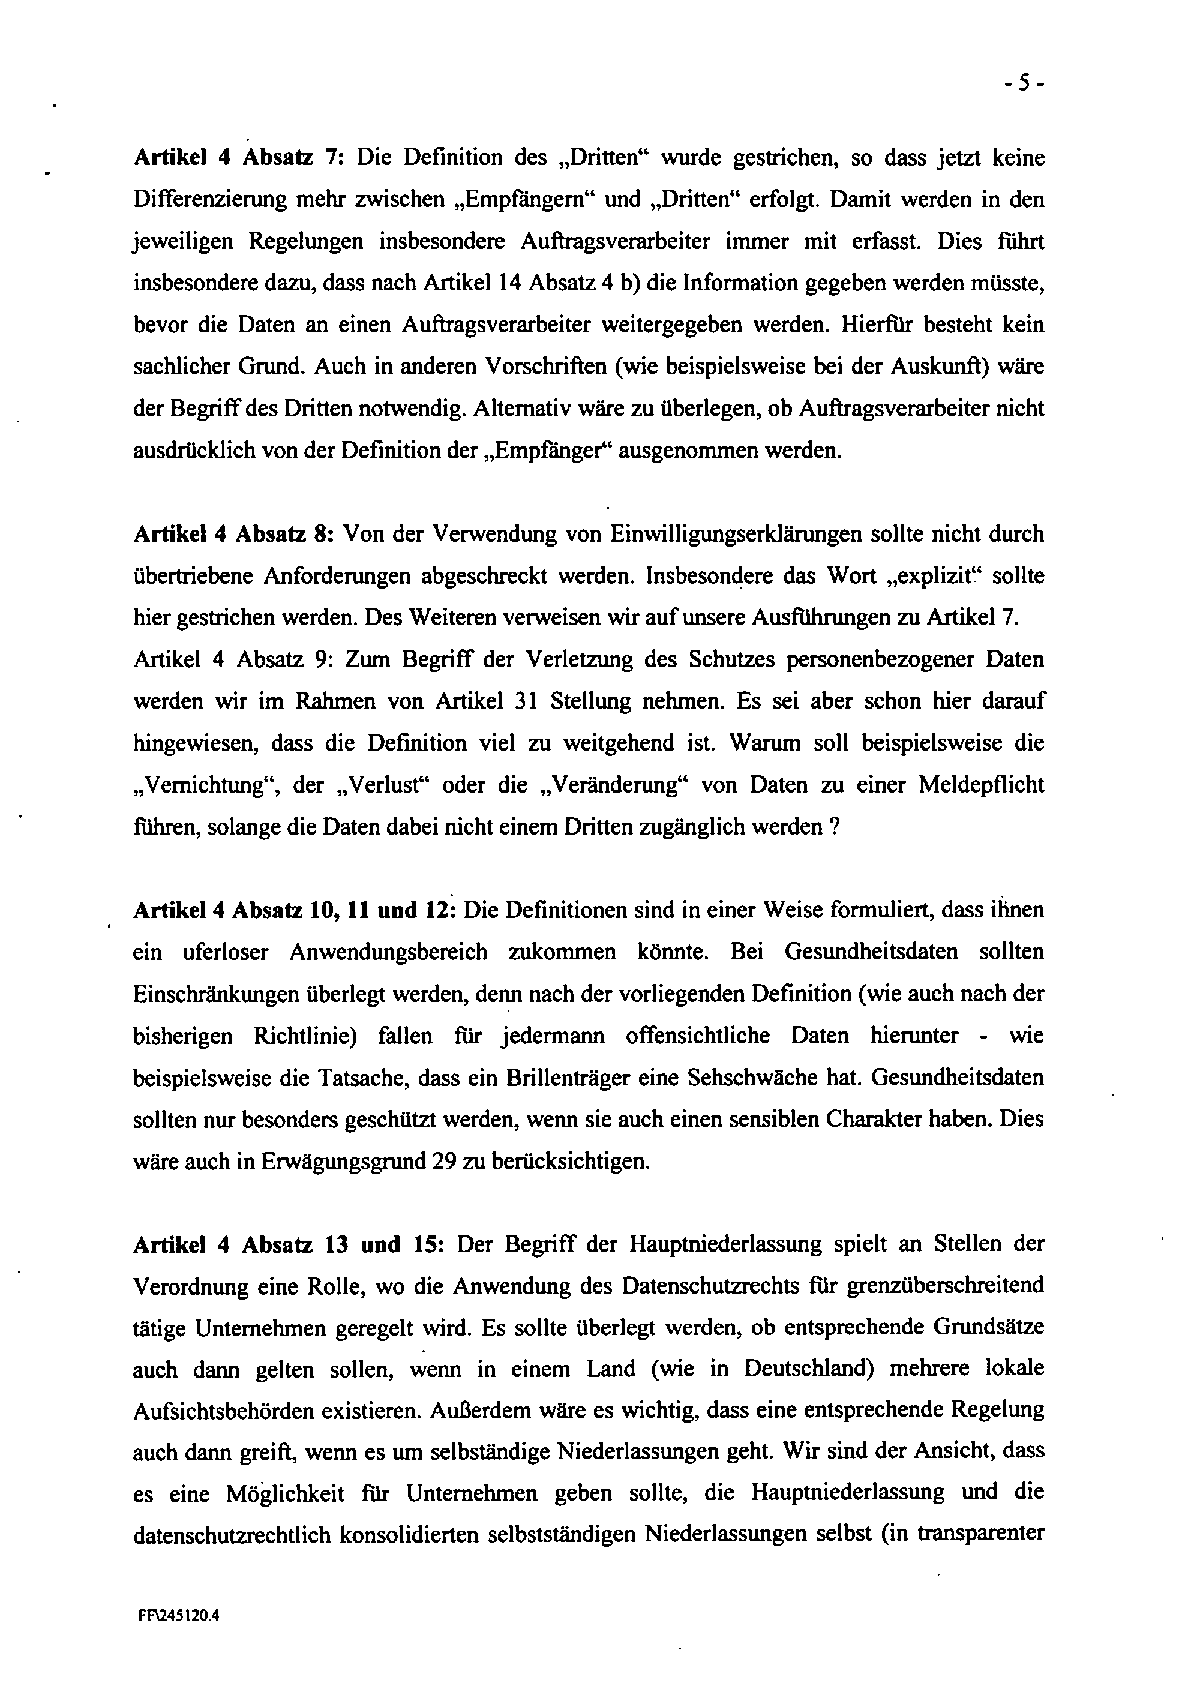 - 5 -
Artikel 4 Absatz 7: Die Definition des „Dritten“ wurde gestrichen, so dass jetzt keine
Differenzierung mehr zwischen „Empfängern“ und „Dritten“ erfolgt. Damit werden in den
jeweiligen Regelungen insbesondere Auftragsverarbeiter immer mit erfasst. Dies führt
insbesondere dazu, dass nach Artikel 14 Absatz 4 b) die Information gegeben werden müsste,
bevor die Daten an einen Auftragsverarbeiter weitergegeben werden. Hierfür besteht kein
sachlicher Grund. Auch in anderen Vorschriften (wie beispielsweise bei der Auskunft) wäre
der Begriff des Dritten notwendig. Alternativ wäre zu überlegen, ob Auftragsverarbeiter nicht
ausdrücklich von der Definition der „Empfänger“ ausgenommen werden.
Artikel 4 Absatz 8: Von der Verwendung von Einwilligungserklärungen sollte nicht durch
übertriebene Anforderungen abgeschreckt werden. Insbesondere das Wort „explizit“ sollte
hier gestrichen werden. Des Weiteren verweisen wir auf unsere Ausführungen zu Artikel 7.
Artikel 4 Absatz 9: Zum Begriff der Verletzung des Schutzes personenbezogener Daten
werden wir im Rahmen von Artikel 31 Stellung nehmen. Es sei aber schon hier darauf
hingewiesen, dass die Definition viel zu weitgehend ist. Warum soll beispielsweise die
„Vernichtung“, der „Verlust“ oder die „Veränderung“ von Daten zu einer Meldepflicht
führen, solange die Daten dabei nicht einem Dritten zugänglich werden ?
Artikel 4 Absatz 10, 11 und 12: Die Definitionen sind in einer Weise formuliert, dass ihnen
ein uferloser Anwendungsbereich zukommen könnte. Bei Gesundheitsdaten sollten
Einschränkungen überlegt werden, denn nach der vorliegenden Definition (wie auch nach der
bisherigen Richtlinie) fallen für jedermann offensichtliche Daten hierunter - wie
beispielsweise die Tatsache, dass ein Brillenträger eine Sehschwäche hat. Gesundheitsdaten
sollten nur besonders geschützt werden, wenn sie auch einen sensiblen Charakter haben. Dies
wäre auch in Erwägungsgrund 29 zu berücksichtigen.
Artikel 4 Absatz 13 und 15: Der Begriff der Hauptniederlassung spielt an Stellen der
Verordnung eine Rolle, wo die Anwendung des Datenschutzrechts für grenzüberschreitend
tätige Unternehmen geregelt wird. Es sollte überlegt werden, ob entsprechende Grundsätze
auch dann gelten sollen, wenn in einem Land (wie in Deutschland) mehrere lokale
Aufsichtsbehörden existieren. Außerdem wäre es wichtig, dass eine entsprechende Regelung
auch dann greift, wenn es um selbständige Niederlassungen geht. Wir sind der Ansicht, dass
es eine Möglichkeit für Unternehmen geben sollte, die Hauptniederlassung und die
datenschutzrechtlich konsolidierten selbstständigen Niederlassungen selbst (in transparenter
FF\245120.4